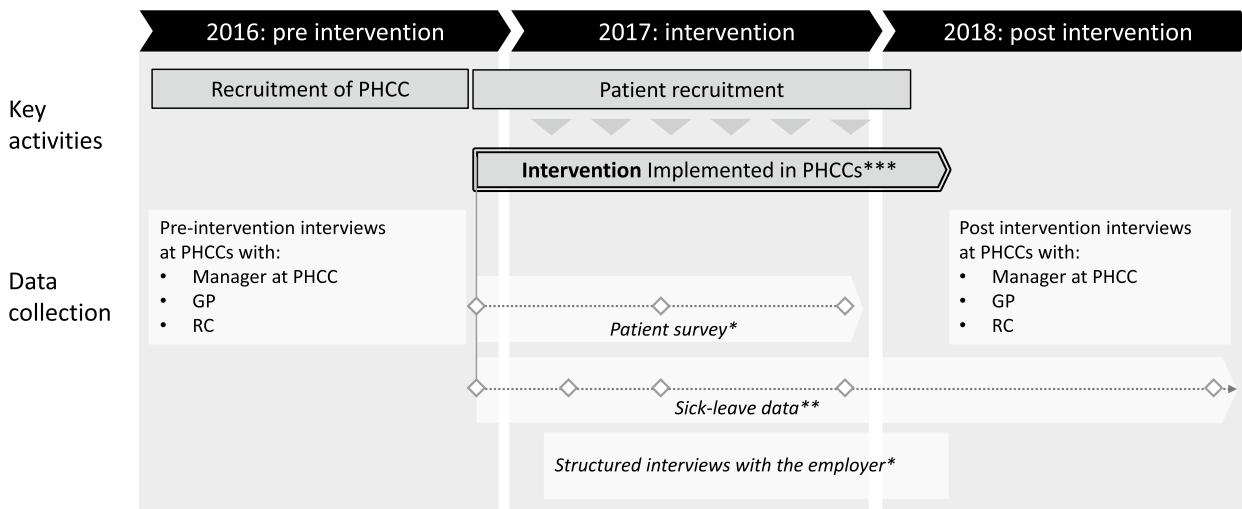 2016: pre intervention
2017: intervention
2018: post intervention
Key
activities
Recruitment of PHCC
Patient recruitment
Intervention Implemented in PHCCs***
Data
collection
Pre-intervention interviews
at PHCCs with:
• Manager at PHCC
• GP
• RC
Patient survey*
Sick-leave data**
Structured interviews with the employer*
Post intervention interviews
at PHCCs with:
• Manager at PHCC
• GP
• RC